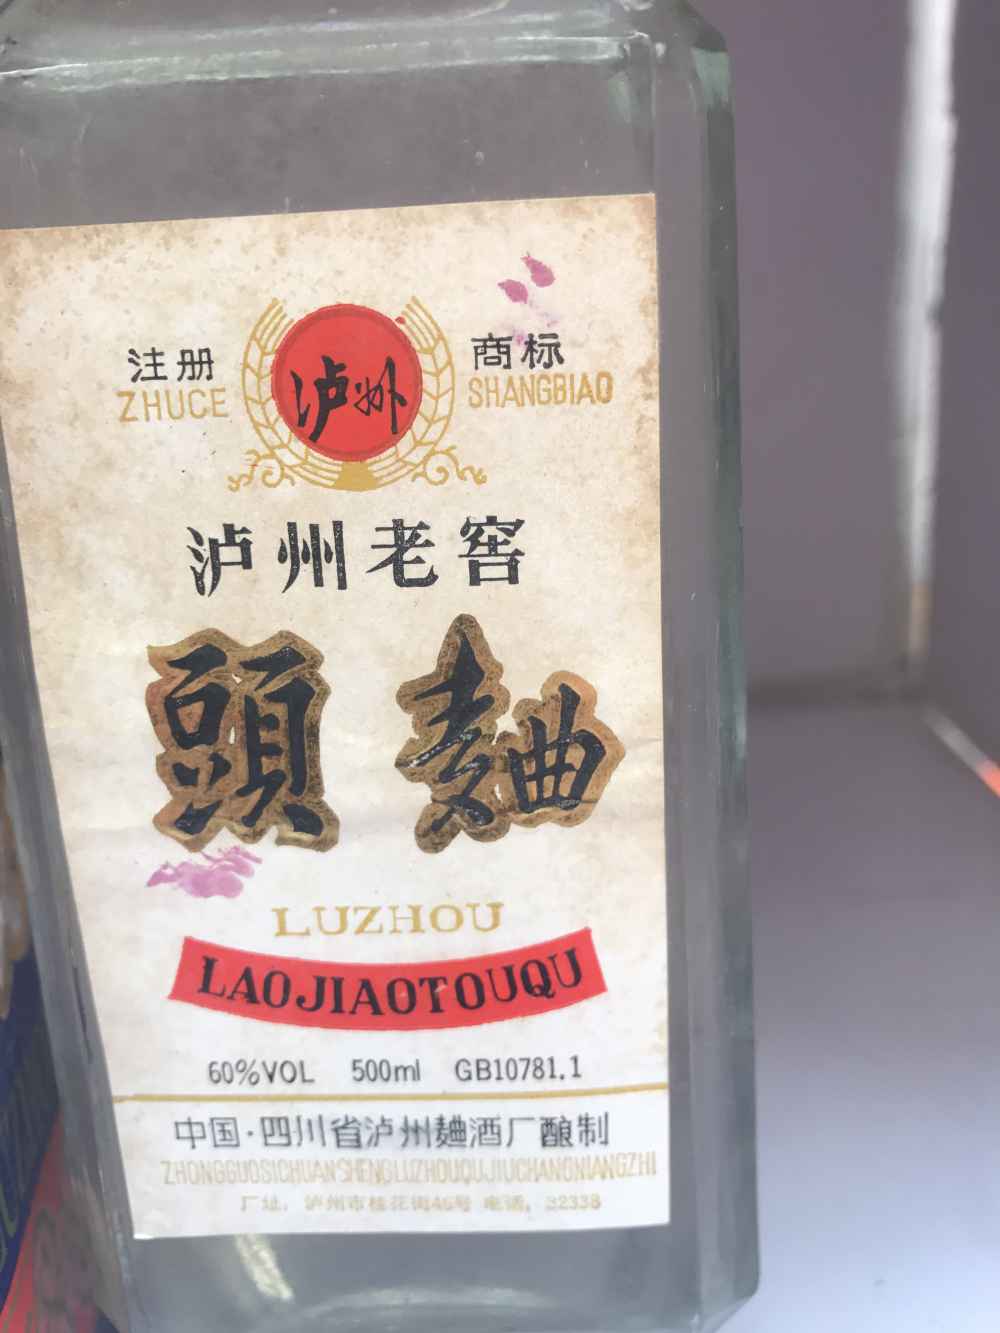 注册 泸州 商标
ZHUCE SHANGBIAO
泸州老窖
頭麯
LUZHOU
LAOJIAOTOUQU
60%VOL 500ml GB10781.1
中国·四川省泸州麯酒厂酿制
ZHONGGUOSICHUANSHENGLUZHOUQUJIUCHANGNIANGZHI
厂址：泸州市桂花街46号 电话：32338